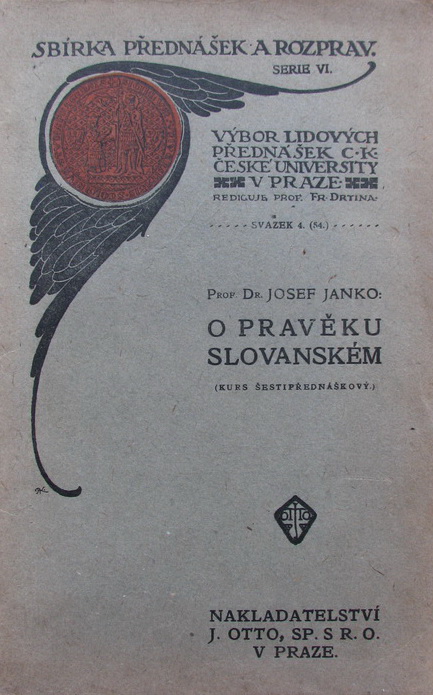 SBÍRKA PŘEDNÁŠEK A ROZPRAV.
SERIE VI.
VÝBOR LIDOVÝCH
PŘEDNÁŠEK C. K.
ČESKÉ UNIVERSITY
V PRAZE
REDIGUJE PROF. FR. DRTINA.
SVAZEK 4. (54.)
PROF. DR. JOSEF JANKO:
O PRAVĚKU
SLOVANSKÉM
(KURS ŠESTIPŘEDNÁŠKOVÝ.)
OTTO
NAKLADATELSTVÍ
J. OTTO, SP. S R. O.
V PRAZE.